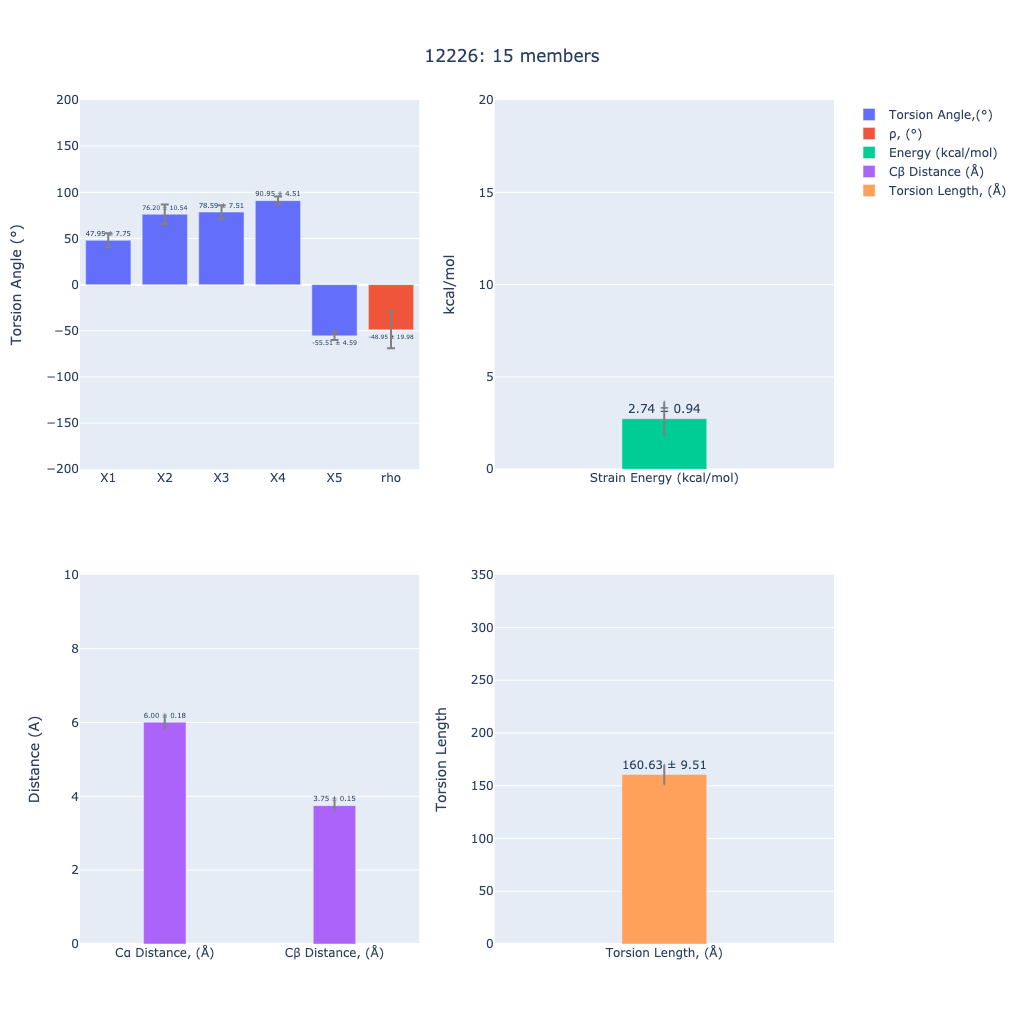 12226: 15 members
Torsion Angle (°)
200
150
100
50
0
−50
−100
−150
−200
47.95 ± 7.75
76.20 ± 10.54
78.59 ± 7.51
90.95 ± 4.51
-55.51 ± 4.59
-48.95 ± 19.98
X1 X2 X3 X4 X5 rho
kcal/mol
20
15
10
5
0
2.74 ± 0.94
Strain Energy (kcal/mol)
Torsion Angle,(°)
ρ, (°)
Energy (kcal/mol)
Cβ Distance (Å)
Torsion Length, (Å)
Distance (A)
10
8
6
4
2
0
6.00 ± 0.18
3.75 ± 0.15
Cα Distance, (Å) Cβ Distance, (Å)
Torsion Length
350
300
250
200
150
100
50
0
160.63 ± 9.51
Torsion Length, (Å)